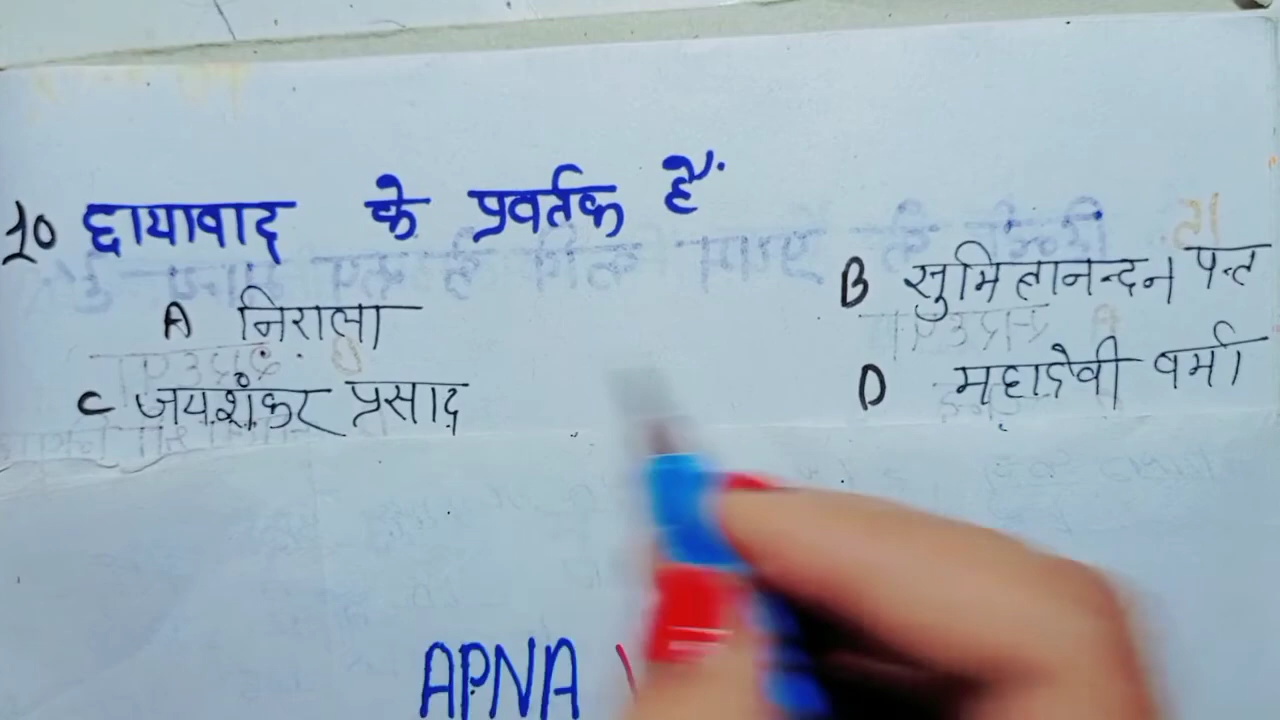 10 छायावाद के प्रवर्तक हैं
A निराला
B सुमित्रानन्दन पन्त
C जयशंकर प्रसाद
D महादेवी वर्मा
APNA